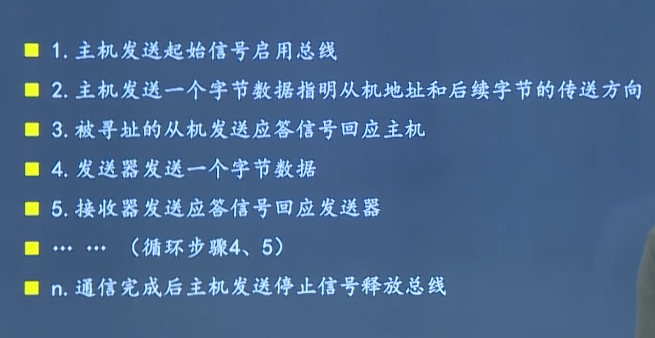 1.主机发送起始信号启用总线
2.主机发送一个字节数据指明从机地址和后续字节的传送方向
3.被寻址的从机发送应答信号回应主机
4.发送器发送一个字节数据
5.接收器发送应答信号回应发送器
… … （循环步骤4、5）
n.通信完成后主机发送停止信号释放总线